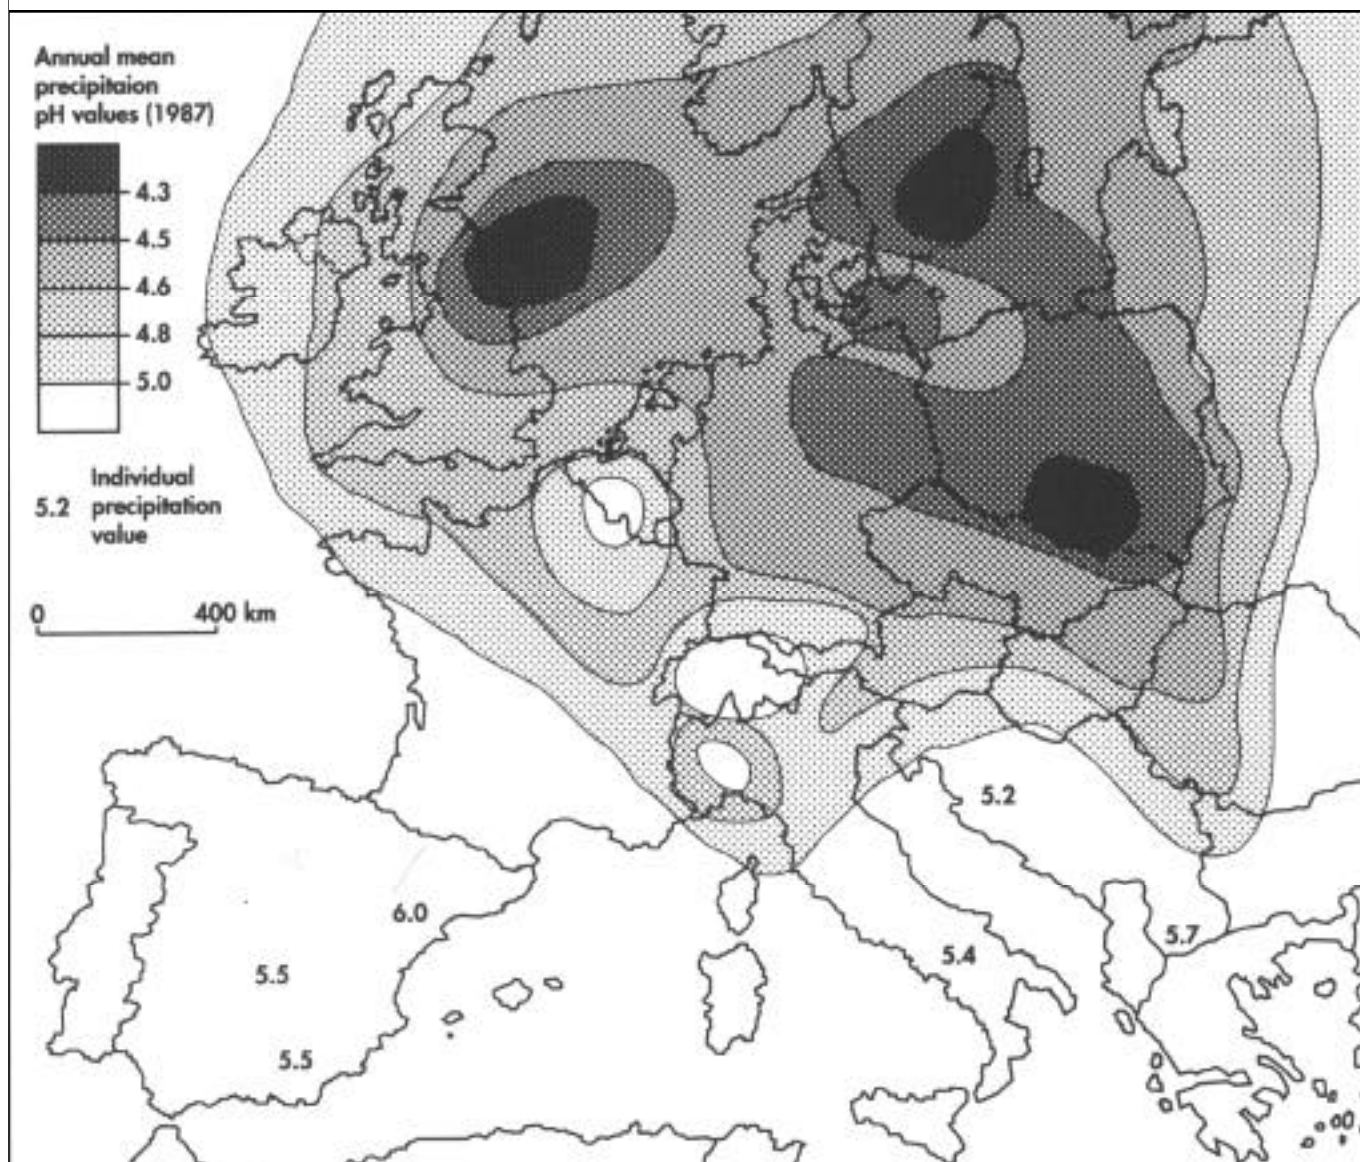 Annual mean
precipitaion
pH values (1987)
4.3
4.5
4.6
4.8
5.0
5.2 Individual
precipitation
value
0 400 km
5.2
6.0
5.7
5.4
5.5
5.5